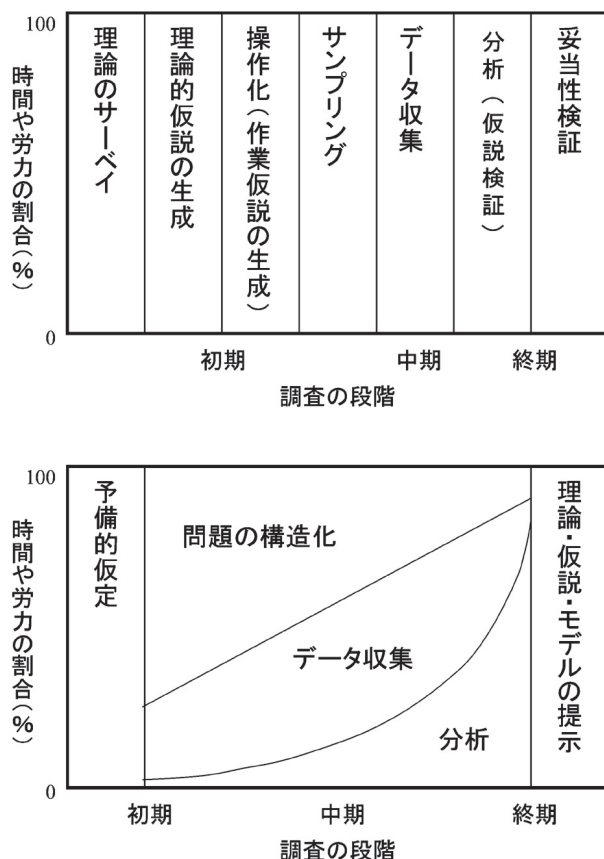 100
時間や労力の割合(%)
0
理論のサーベイ
理論的仮説の生成
操作化(作業仮説の生成)
サンプリング
データ収集
分析(仮説検証)
妥当性検証
初期
中期
終期
調査の段階
100
時間や労力の割合(%)
0
予備的仮定
問題の構造化
データ収集
分析
理論・仮説・モデルの提示
初期
中期
終期
調査の段階